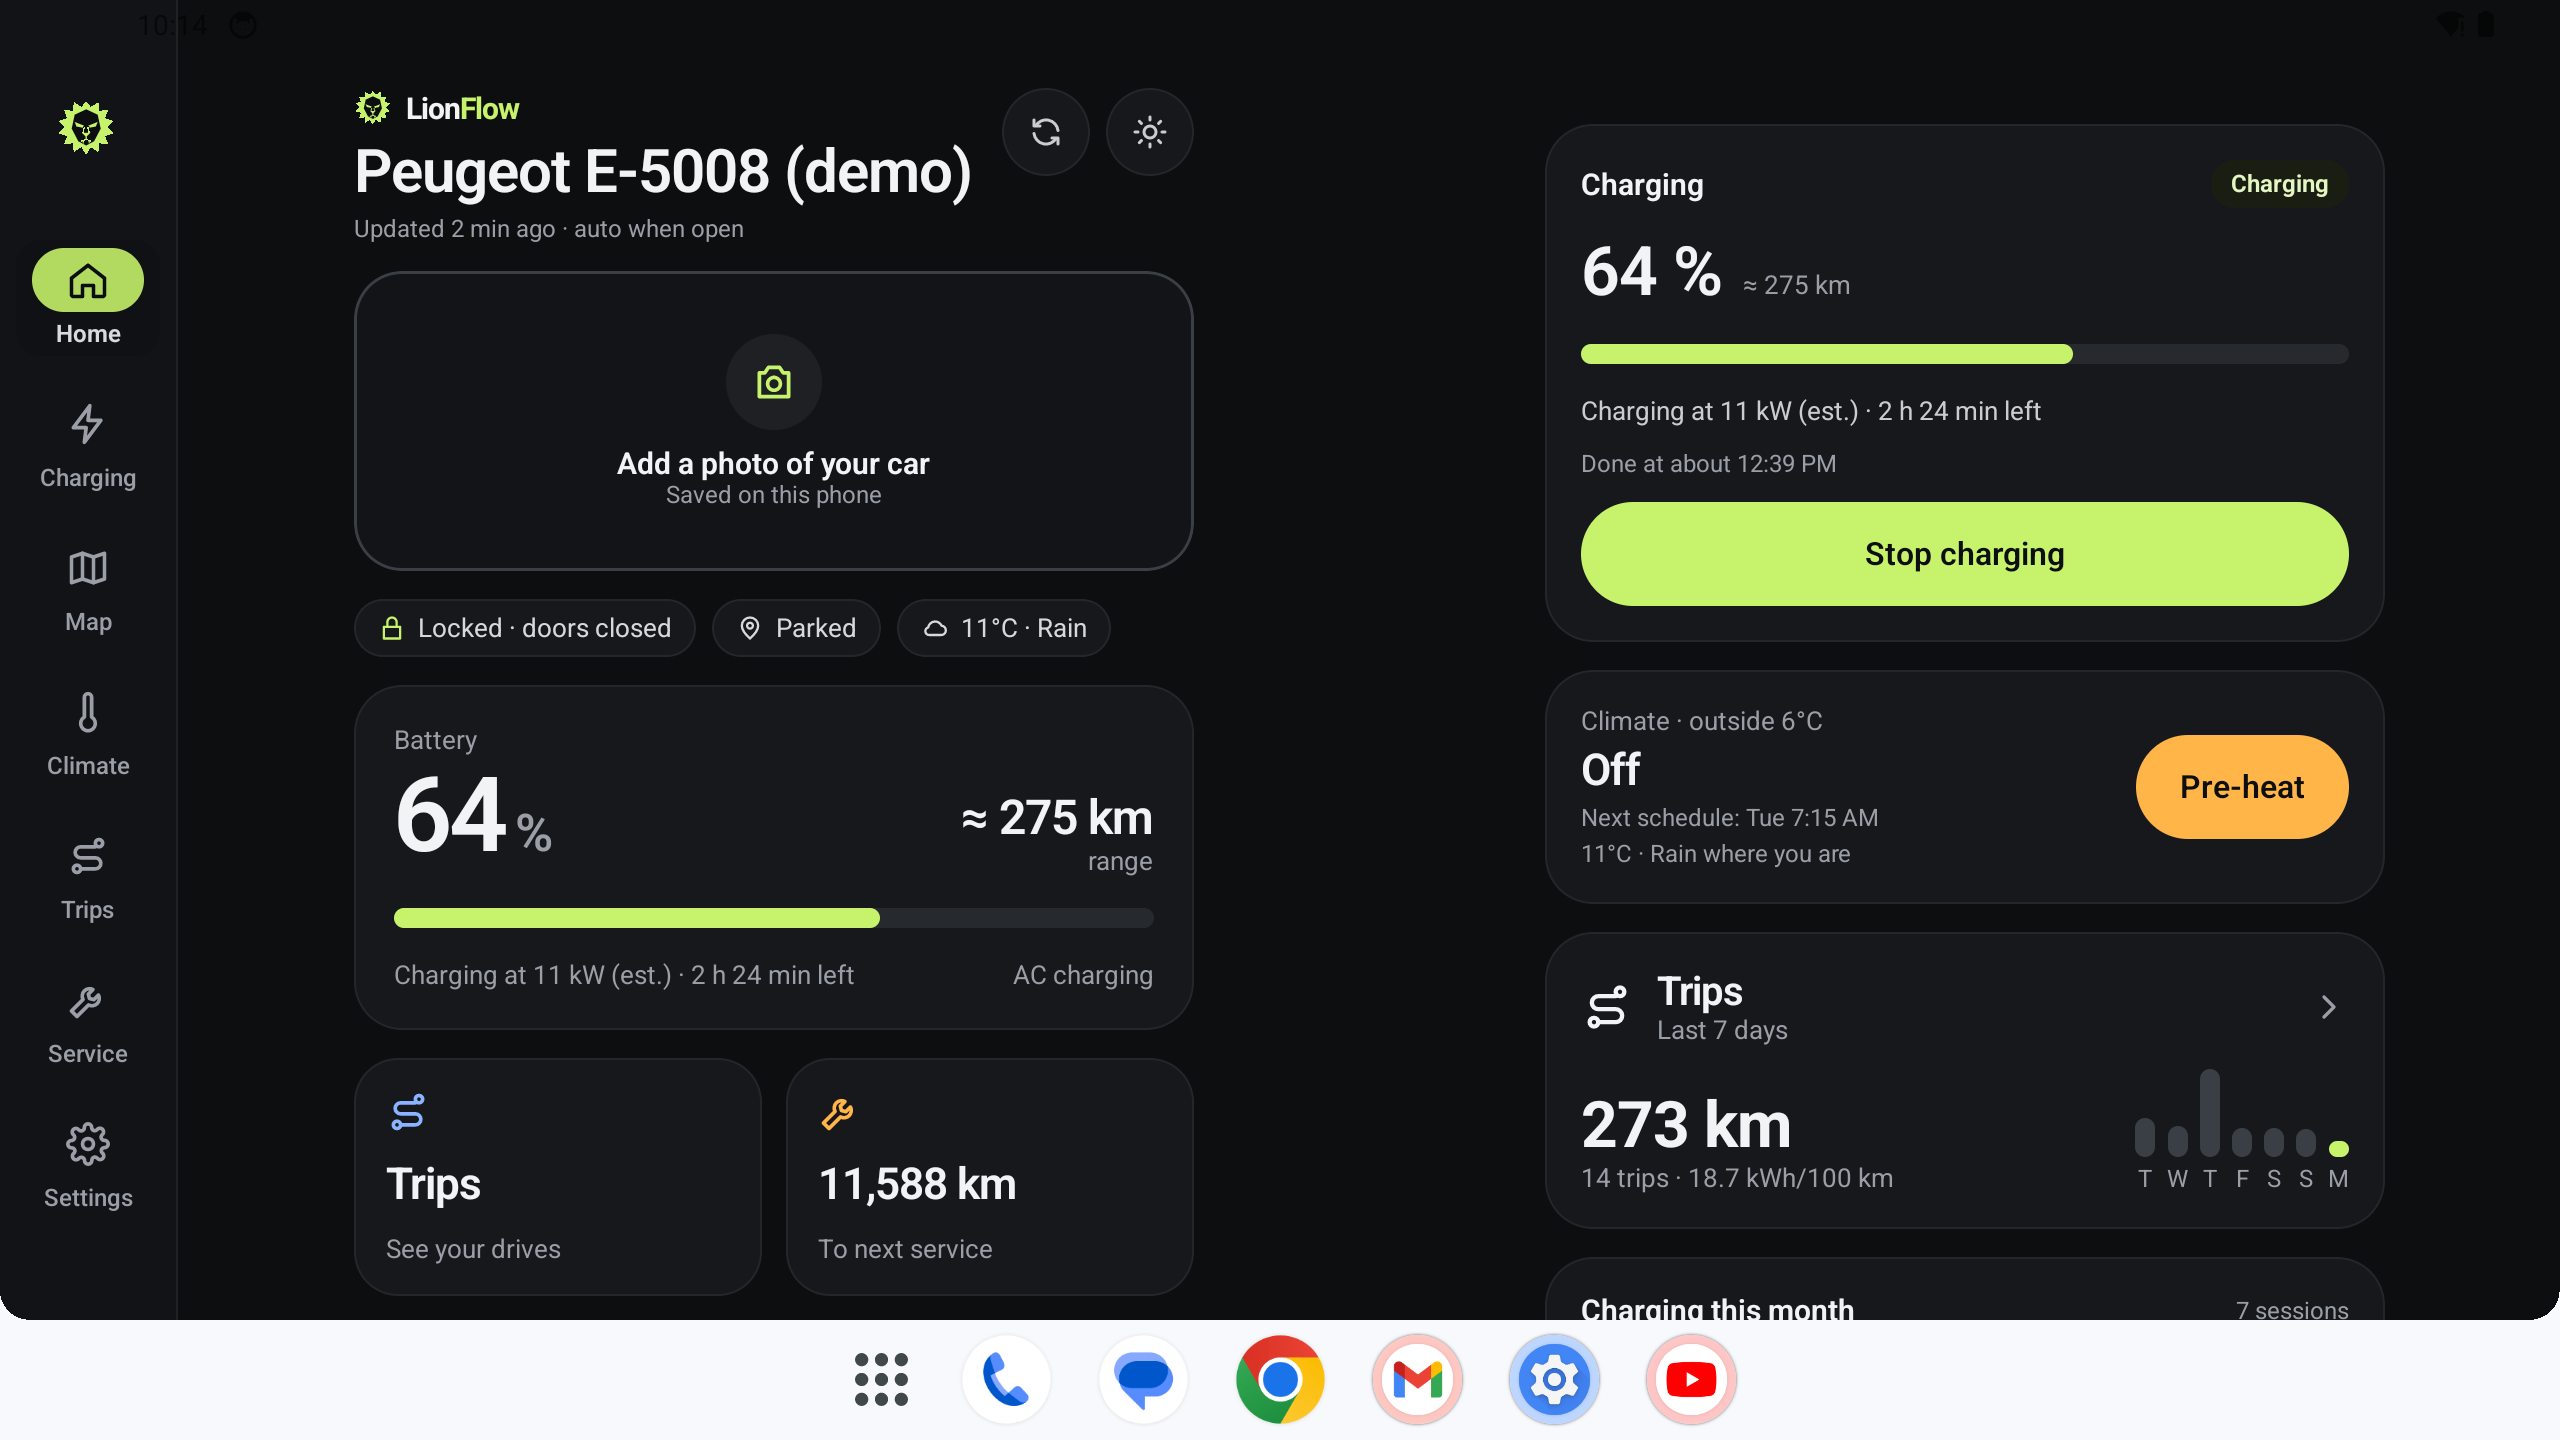 10:14
Home
Charging
Map
Climate
Trips
Service
Settings
LionFlow
Peugeot E-5008 (demo)
Updated 2 min ago · auto when open
Add a photo of your car
Saved on this phone
Locked · doors closed
Parked
11°C · Rain
Battery
64 %
≈ 275 km
range
Charging at 11 kW (est.) · 2 h 24 min left
AC charging
Trips
See your drives
11,588 km
To next service
Charging
Charging
64 %
≈ 275 km
Charging at 11 kW (est.) · 2 h 24 min left
Done at about 12:39 PM
Stop charging
Climate · outside 6°C
Off
Next schedule: Tue 7:15 AM
11°C · Rain where you are
Pre-heat
Trips
Last 7 days
273 km
14 trips · 18.7 kWh/100 km
T W T F S S M
Charging this month
7 sessions